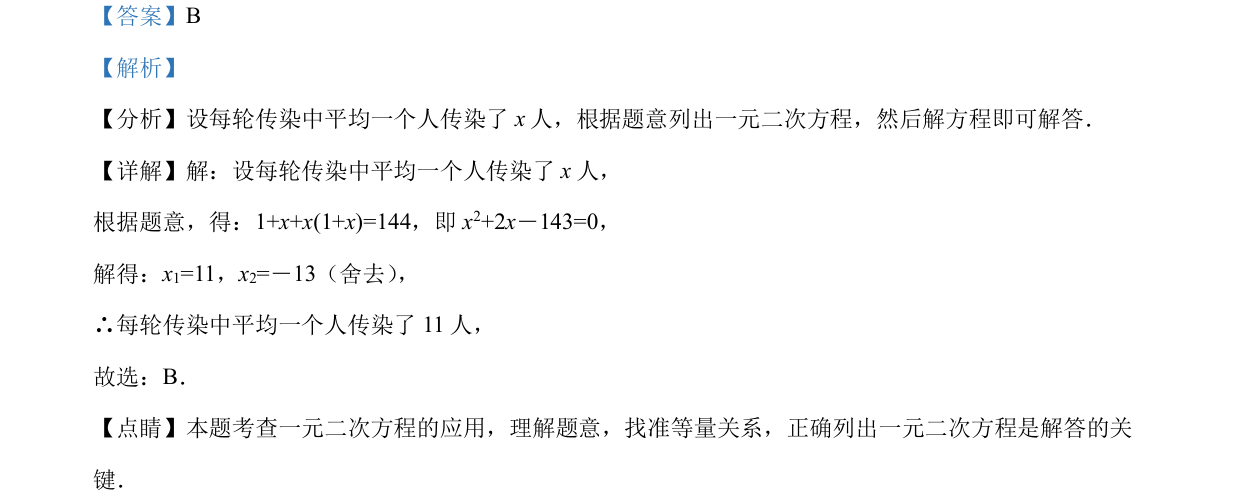 【答案】B
【解析】
【分析】设每轮传染中平均一个人传染了 x 人，根据题意列出一元二次方程，然后解方程即可解答．
【详解】解：设每轮传染中平均一个人传染了 x 人，
根据题意，得：1+x+x(1+x)=144，即 x²+2x－143=0，
解得：x₁=11，x₂=－13（舍去），
∴每轮传染中平均一个人传染了 11 人，
故选：B．
【点睛】本题考查一元二次方程的应用，理解题意，找准等量关系，正确列出一元二次方程是解答的关
键．